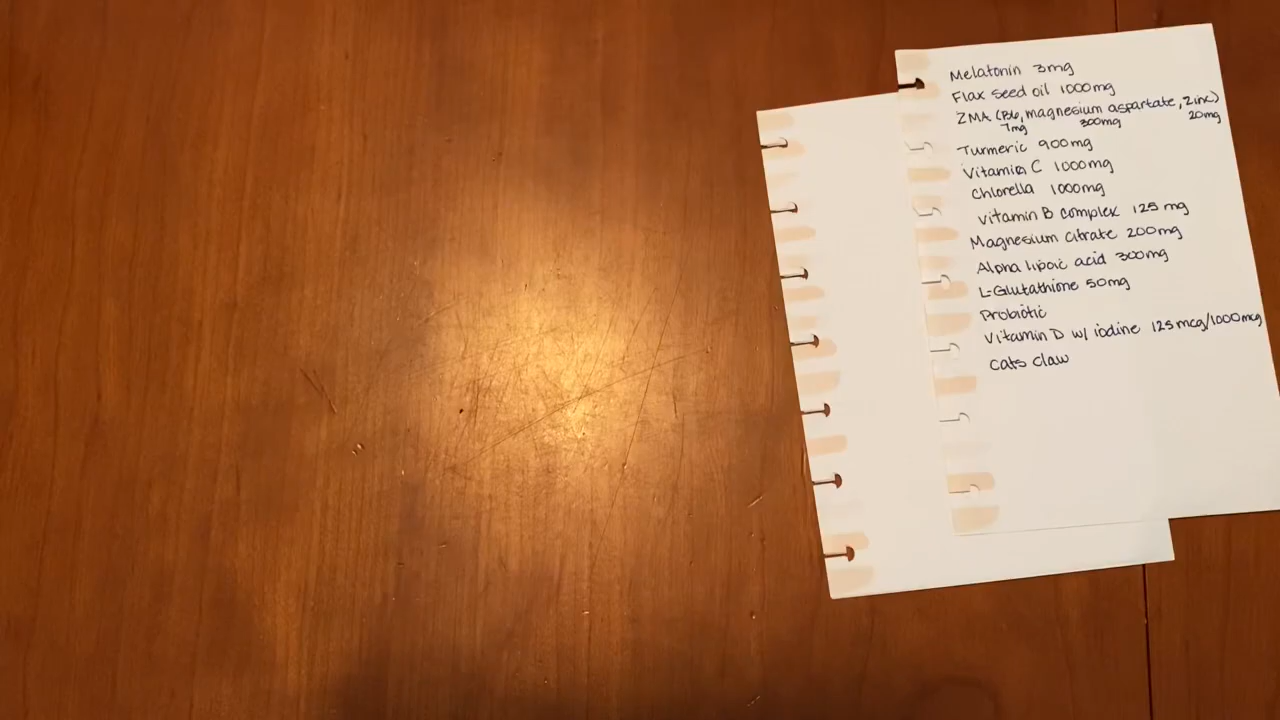 Melatonin 3mg
Flax seed oil 1000mg
ZMA (B6, magnesium aspartate, Zinc)
7mg 300mg 20mg
Turmeric 900mg
Vitamin C 1000mg
Chlorella 1000mg
Vitamin B complex 125 mg
Magnesium citrate 200mg
Alpha lipoic acid 300mg
L-Glutathione 50mg
Probiotic
Vitamin D w/ iodine 125mcg/1000mcg
Cats claw